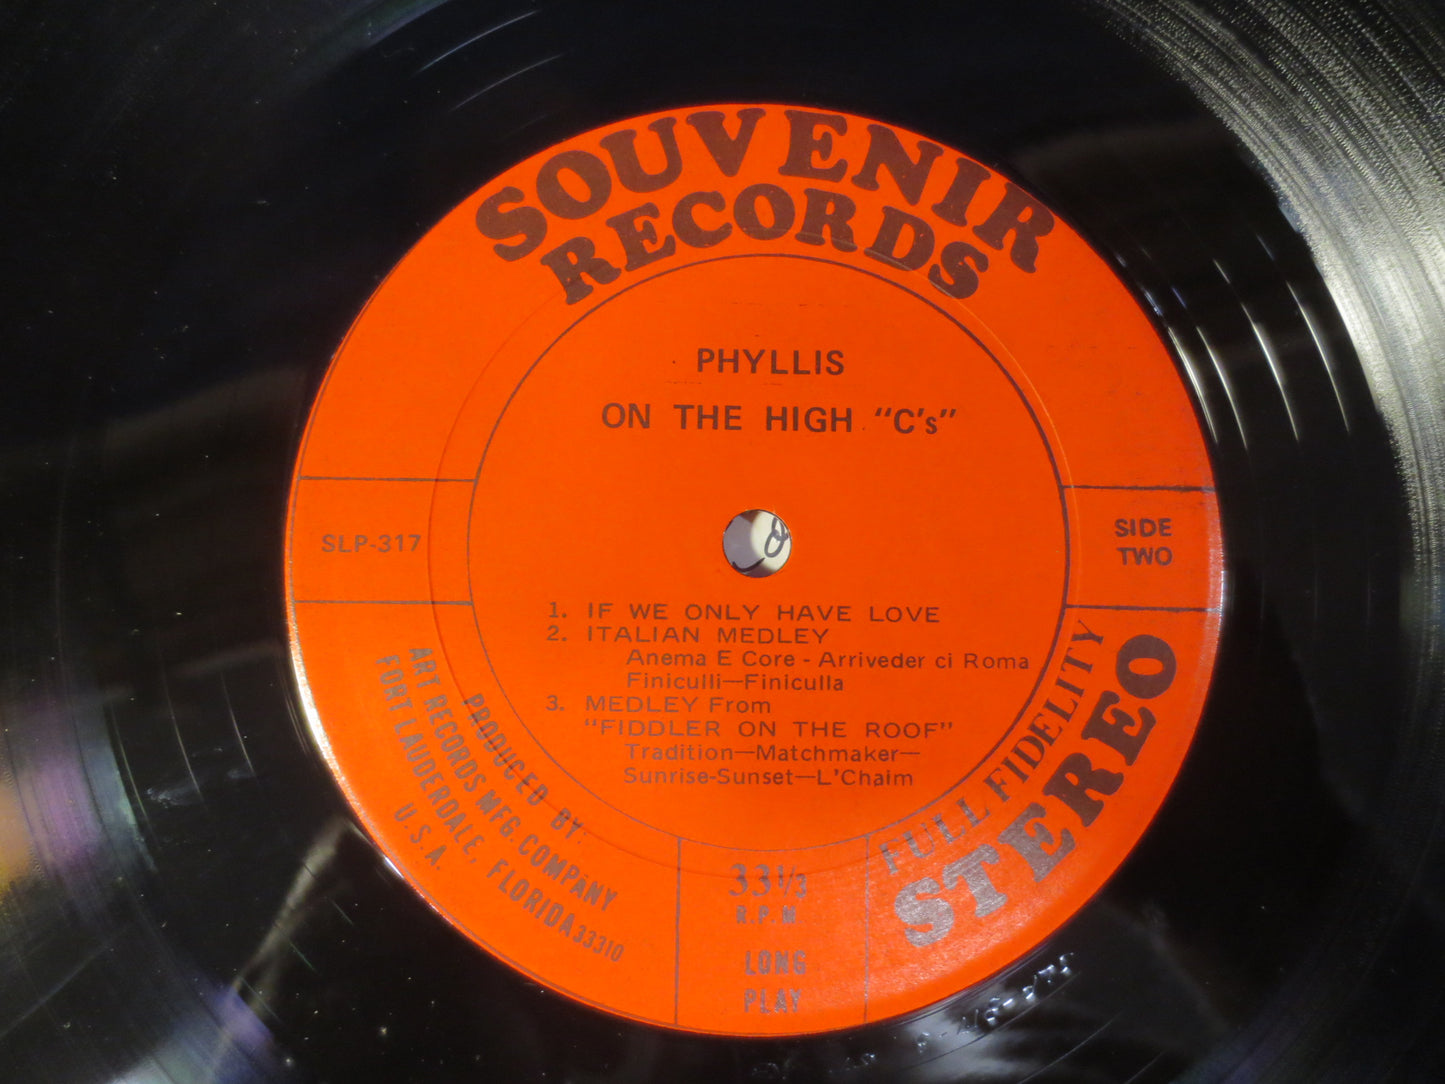 SOUVENIR
RECORDS
PHYLLIS
ON THE HIGH "C's"
SLP-317
SIDE
TWO
1. IF WE ONLY HAVE LOVE
2. ITALIAN MEDLEY
Anema E Core - Arriveder ci Roma
Finiculli—Finiculla
3. MEDLEY From
"FIDDLER ON THE ROOF"
Tradition—Matchmaker—
Sunrise-Sunset—L'Chaim
PRODUCED BY:
ART RECORDS MFG. COMPANY
FORT LAUDERDALE, FLORIDA 33310
U.S.A.
33 1/3
R.P.M.
LONG
PLAY
FULL FIDELITY
STEREO